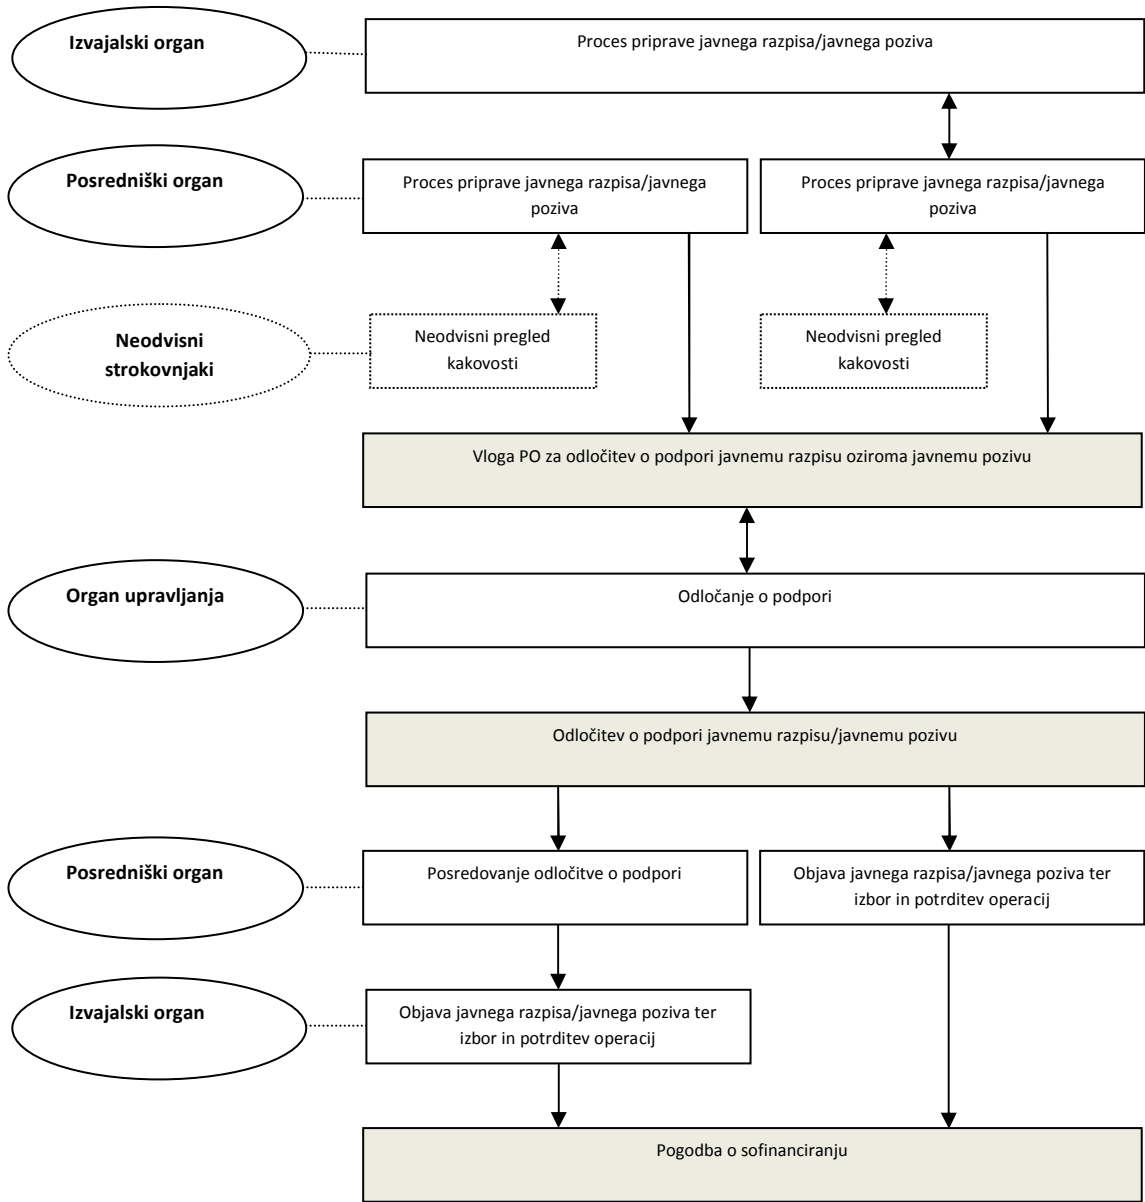 Izvajalski organ
Proces priprave javnega razpisa/javnega poziva
Posredniški organ
Proces priprave javnega razpisa/javnega
poziva
Proces priprave javnega razpisa/javnega
poziva
Neodvisni
strokovnjaki
Neodvisni pregled
kakovosti
Neodvisni pregled
kakovosti
Vloga PO za odločitev o podpori javnemu razpisu oziroma javnemu pozivu
Organ upravljanja
Odločanje o podpori
Odločitev o podpori javnemu razpisu/javnemu pozivu
Posredniški organ
Posredovanje odločitve o podpori
Objava javnega razpisa/javnega poziva ter
izbor in potrditev operacij
Izvajalski organ
Objava javnega razpisa/javnega poziva ter
izbor in potrditev operacij
Pogodba o sofinanciranju